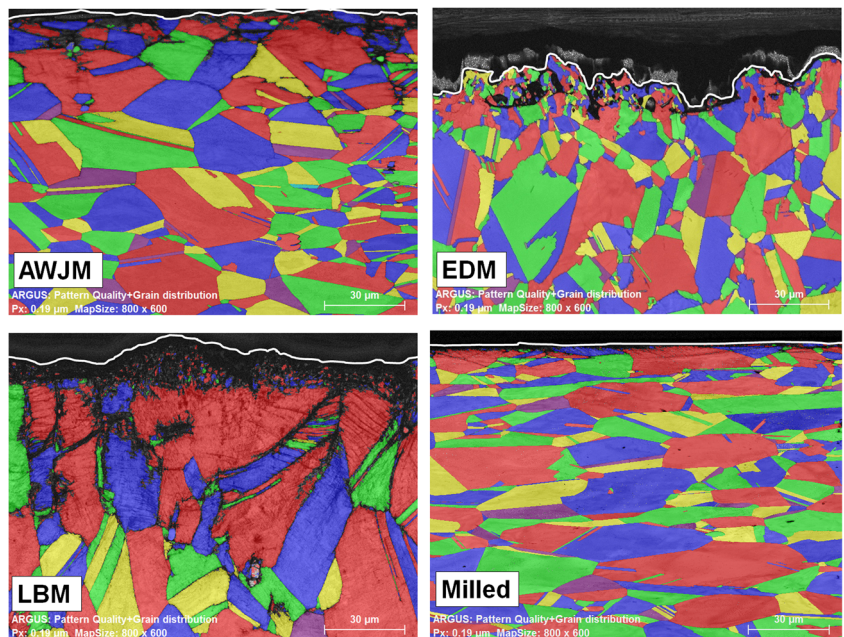 AWJM
ARGUS: Pattern Quality+Grain distribution
Px: 0.19 µm MapSize: 800 x 600
30 µm
EDM
ARGUS: Pattern Quality+Grain distribution
Px: 0.19 µm MapSize: 800 x 600
30 µm
LBM
ARGUS: Pattern Quality+Grain distribution
Px: 0.19 µm MapSize: 800 x 600
30 µm
Milled
ARGUS: Pattern Quality+Grain distribution
Px: 0.19 µm MapSize: 800 x 600
30 µm